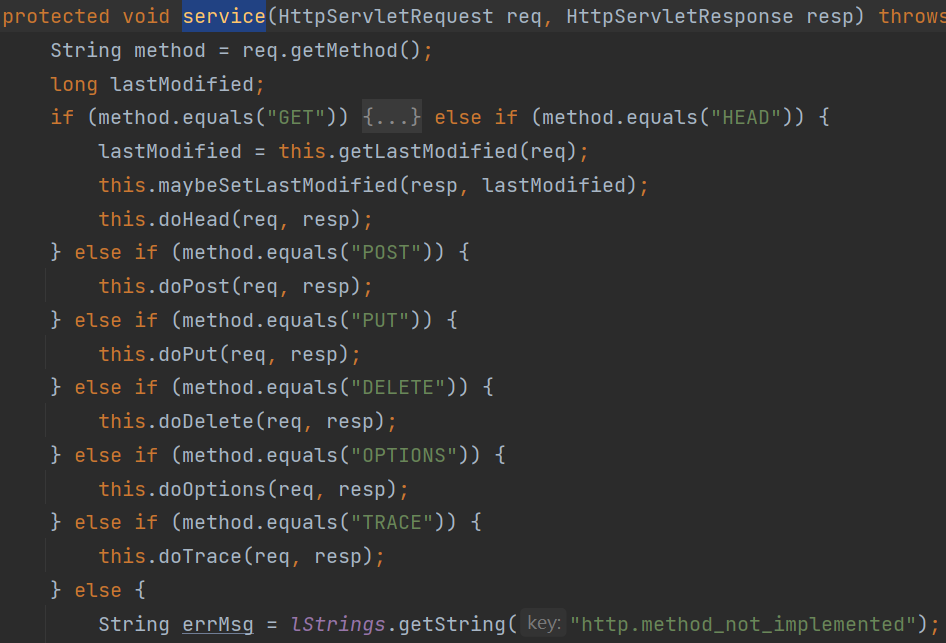 protected void service(HttpServletRequest req, HttpServletResponse resp) throws
String method = req.getMethod();
long lastModified;
if (method.equals("GET")) {...} else if (method.equals("HEAD")) {
lastModified = this.getLastModified(req);
this.maybeSetLastModified(resp, lastModified);
this.doHead(req, resp);
} else if (method.equals("POST")) {
this.doPost(req, resp);
} else if (method.equals("PUT")) {
this.doPut(req, resp);
} else if (method.equals("DELETE")) {
this.doDelete(req, resp);
} else if (method.equals("OPTIONS")) {
this.doOptions(req, resp);
} else if (method.equals("TRACE")) {
this.doTrace(req, resp);
} else {
String errMsg = lStrings.getString( key: "http.method_not_implemented");